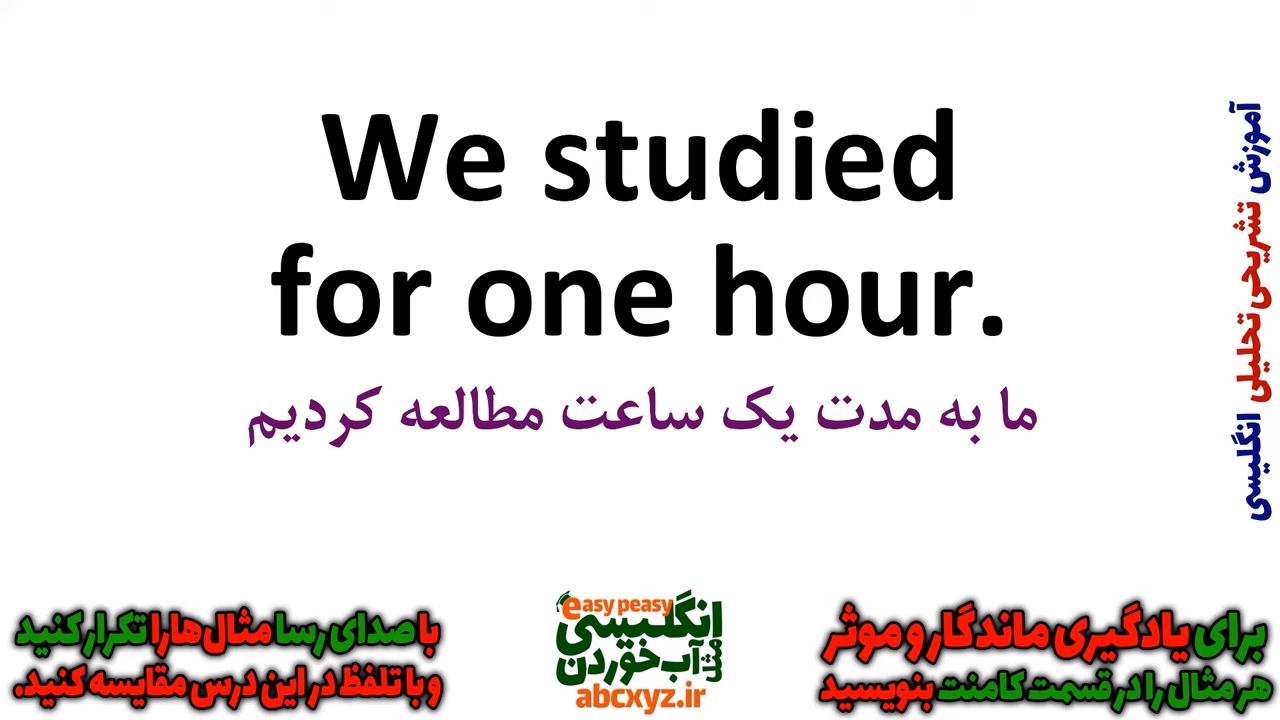 We studied
for one hour.
ما به مدت یک ساعت مطالعه کردیم
آموزش تشریحی تحلیلی انگلیسی
با صدای رسا مثال‌ها را تکرار کنید
و با تلفظ در این درس مقایسه کنید.
easy peasy
انگلیسی
مثل آب خوردن
abcxyz.ir
برای یادگیری ماندگار و موثر
هر مثال را در قسمت کامنت بنویسید